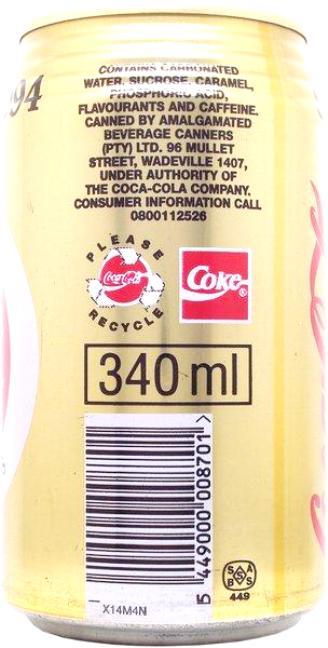 94
CONTAINS CARBONATED
WATER, SUCROSE, CARAMEL,
PHOSPHORIC ACID,
FLAVOURANTS AND CAFFEINE.
CANNED BY AMALGAMATED
BEVERAGE CANNERS
(PTY) LTD. 96 MULLET
STREET, WADEVILLE 1407,
UNDER AUTHORITY OF
THE COCA-COLA COMPANY.
CONSUMER INFORMATION CALL
0800112526
PLEASE
Coca-Cola
RECYCLE
Coke®
340 ml
5 449000 008701 >
X14M4N
SABS
449